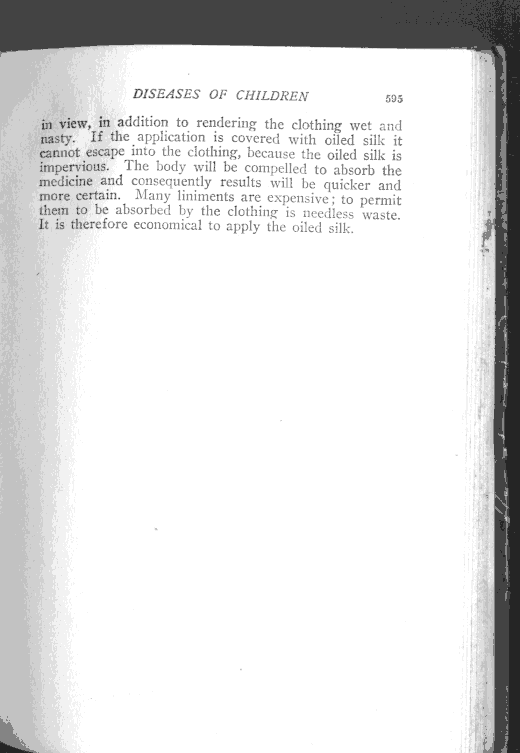 DISEASES OF CHILDREN 595
in view, in addition to rendering the clothing wet and
nasty. If the application is covered with oiled silk it
cannot escape into the clothing, because the oiled silk is
impervious. The body will be compelled to absorb the
medicine and consequently results will be quicker and
more certain. Many liniments are expensive; to permit
them to be absorbed by the clothing is needless waste.
It is therefore economical to apply the oiled silk.